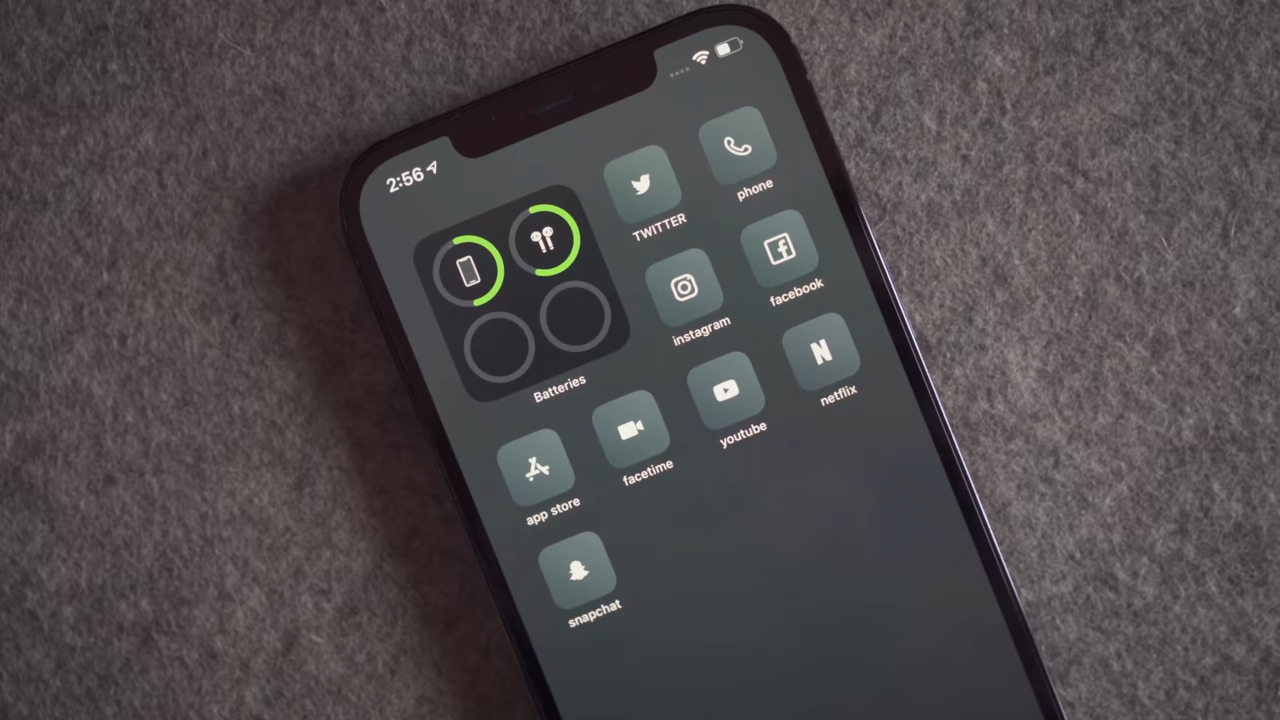 2:56
TWITTER
phone
instagram
facebook
Batteries
app store
facetime
youtube
netflix
snapchat